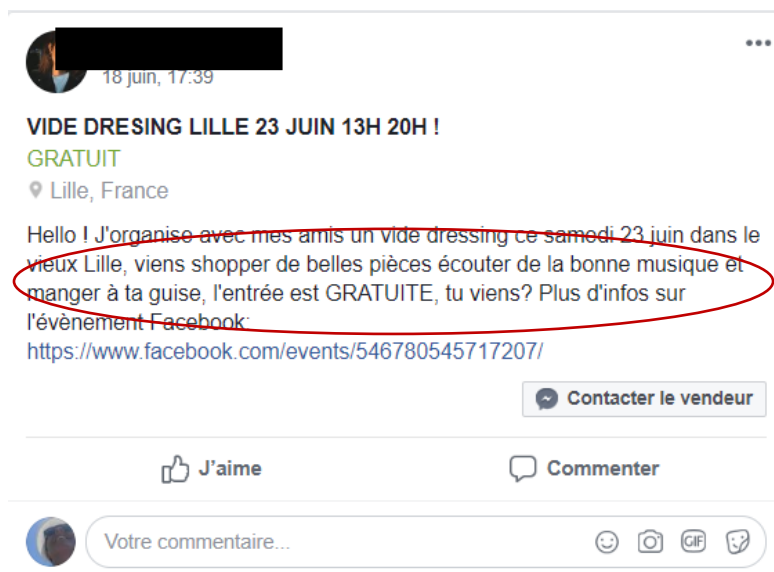 18 juin, 17:39
VIDE DRESING LILLE 23 JUIN 13H 20H !
GRATUIT
Lille, France
Hello ! J'organise avec mes amis un vide dressing ce samedi 23 juin dans le
vieux Lille, viens shopper de belles pièces écouter de la bonne musique et
manger à ta guise, l'entrée est GRATUITE, tu viens? Plus d'infos sur
l'évènement Facebook:
https://www.facebook.com/events/546780545717207/
Contacter le vendeur
J'aime
Commenter
Votre commentaire...
GIF